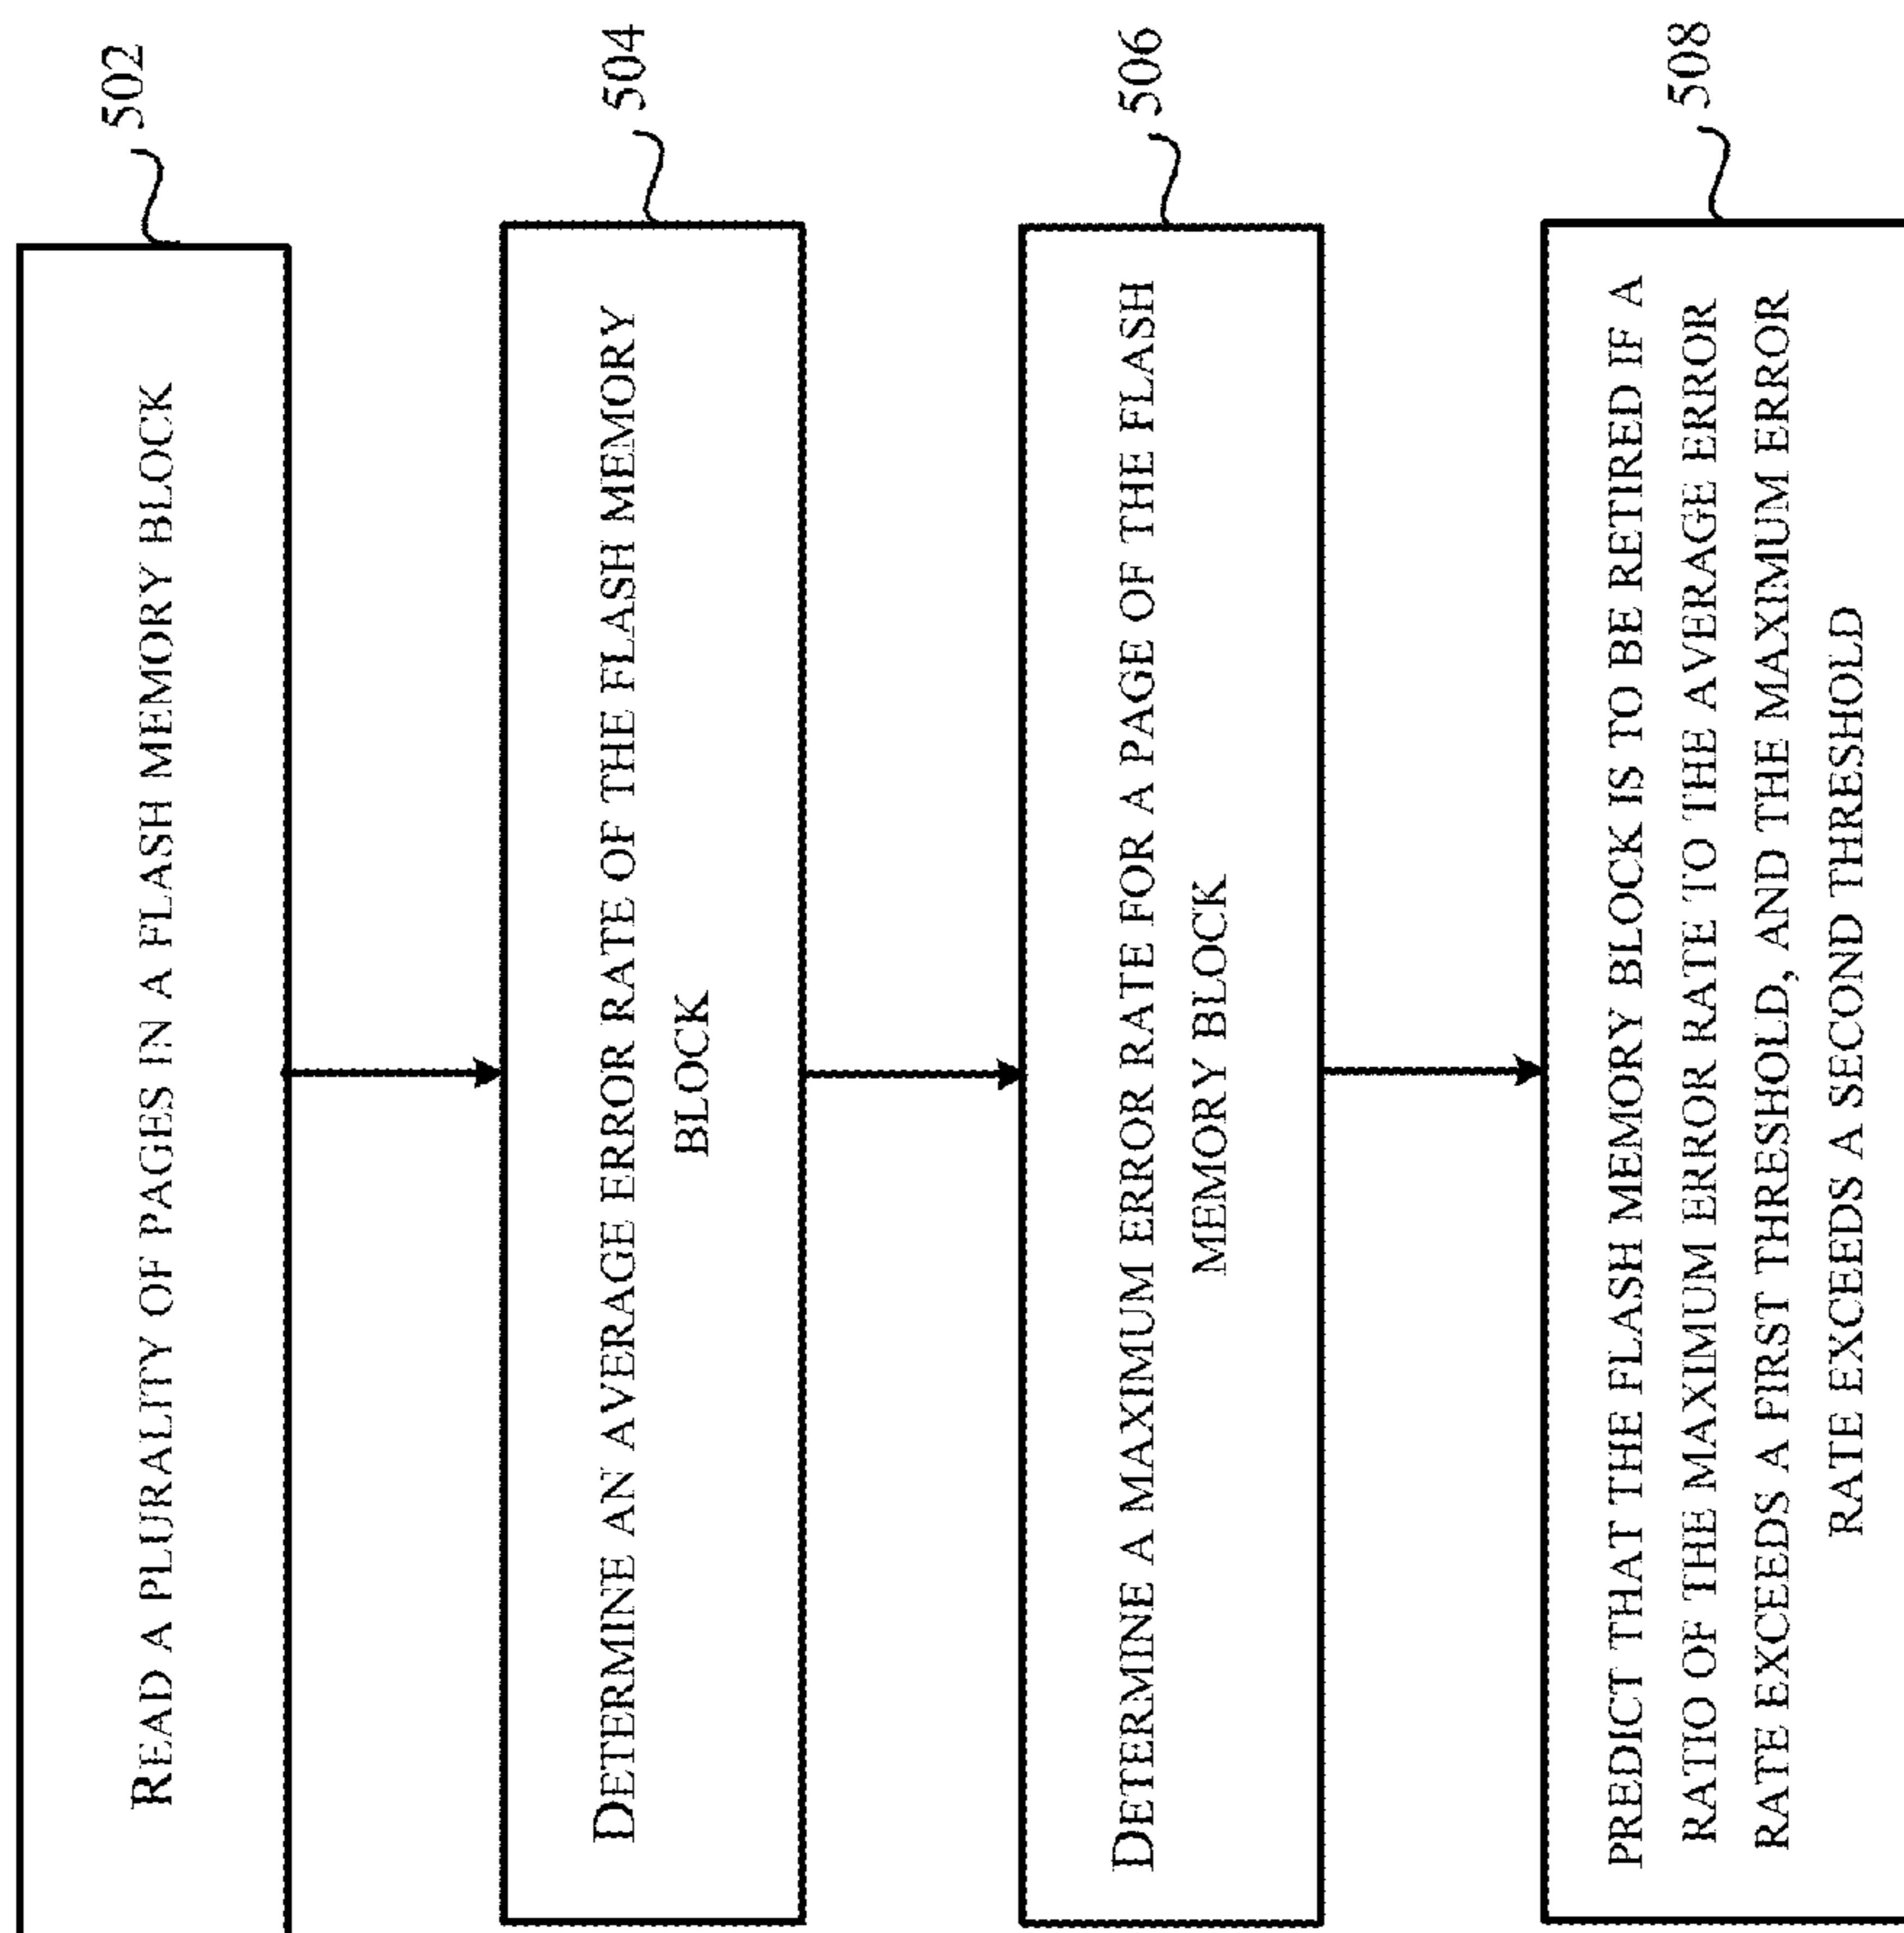 READ A PLURALITY OF PAGES IN A FLASH MEMORY BLOCK
502
DETERMINE AN AVERAGE ERROR RATE OF THE FLASH MEMORY
BLOCK
504
DETERMINE A MAXIMUM ERROR RATE FOR A PAGE OF THE FLASH
MEMORY BLOCK
506
PREDICT THAT THE FLASH MEMORY BLOCK IS TO BE RETIRED IF A
RATIO OF THE MAXIMUM ERROR RATE TO THE AVERAGE ERROR
RATE EXCEEDS A FIRST THRESHOLD, AND THE MAXIMUM ERROR
RATE EXCEEDS A SECOND THRESHOLD
508